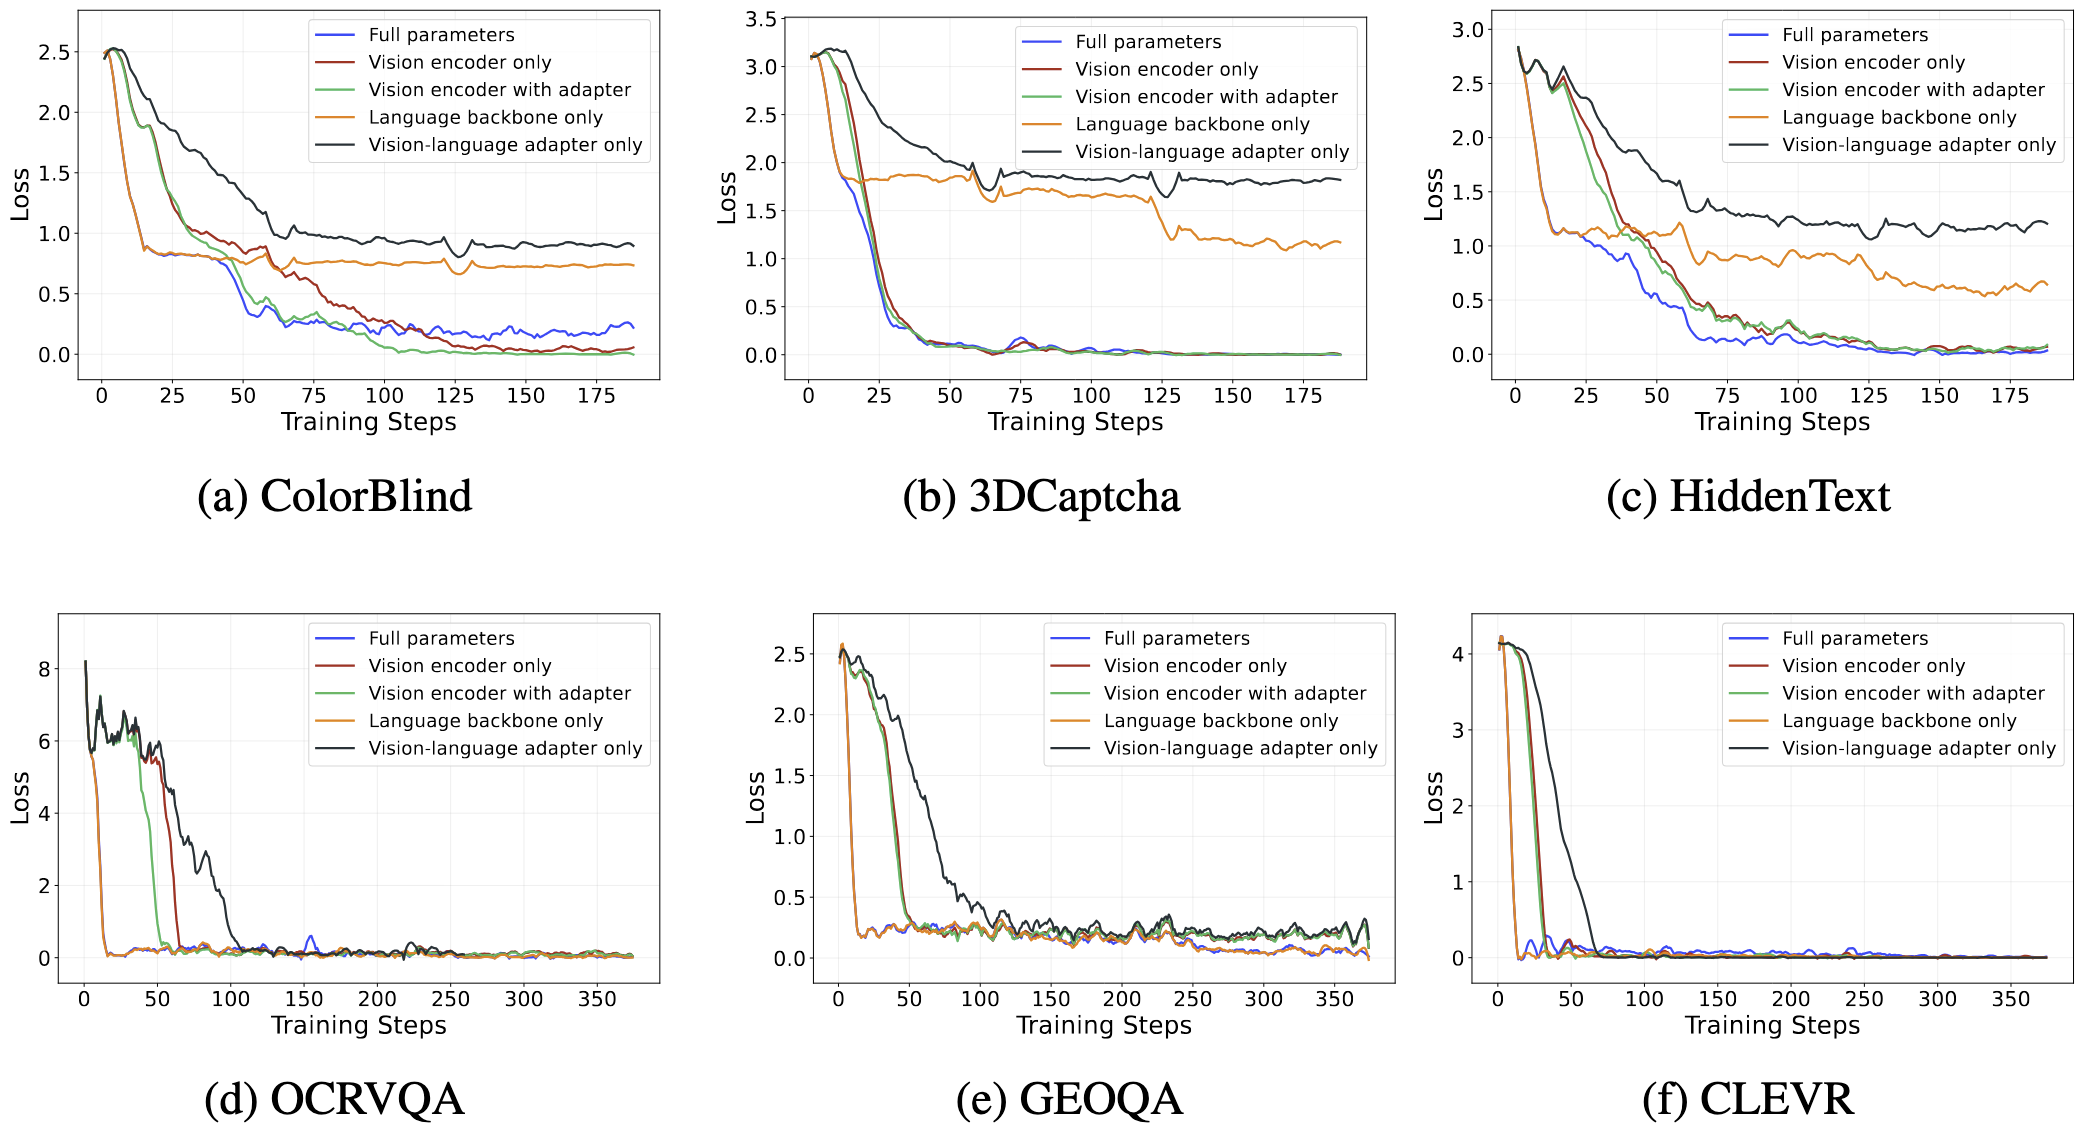 2.5
2.0
1.5
1.0
0.5
0.0
Loss
0 25 50 75 100 125 150 175
Training Steps
Full parameters
Vision encoder only
Vision encoder with adapter
Language backbone only
Vision-language adapter only
(a) ColorBlind
3.5
3.0
2.5
2.0
1.5
1.0
0.5
0.0
Loss
0 25 50 75 100 125 150 175
Training Steps
Full parameters
Vision encoder only
Vision encoder with adapter
Language backbone only
Vision-language adapter only
(b) 3DCaptcha
3.0
2.5
2.0
1.5
1.0
0.5
0.0
Loss
0 25 50 75 100 125 150 175
Training Steps
Full parameters
Vision encoder only
Vision encoder with adapter
Language backbone only
Vision-language adapter only
(c) HiddenText
8
6
4
2
0
Loss
0 50 100 150 200 250 300 350
Training Steps
Full parameters
Vision encoder only
Vision encoder with adapter
Language backbone only
Vision-language adapter only
(d) OCRVQA
2.5
2.0
1.5
1.0
0.5
0.0
Loss
0 50 100 150 200 250 300 350
Training Steps
Full parameters
Vision encoder only
Vision encoder with adapter
Language backbone only
Vision-language adapter only
(e) GEOQA
4
3
2
1
0
Loss
0 50 100 150 200 250 300 350
Training Steps
Full parameters
Vision encoder only
Vision encoder with adapter
Language backbone only
Vision-language adapter only
(f) CLEVR